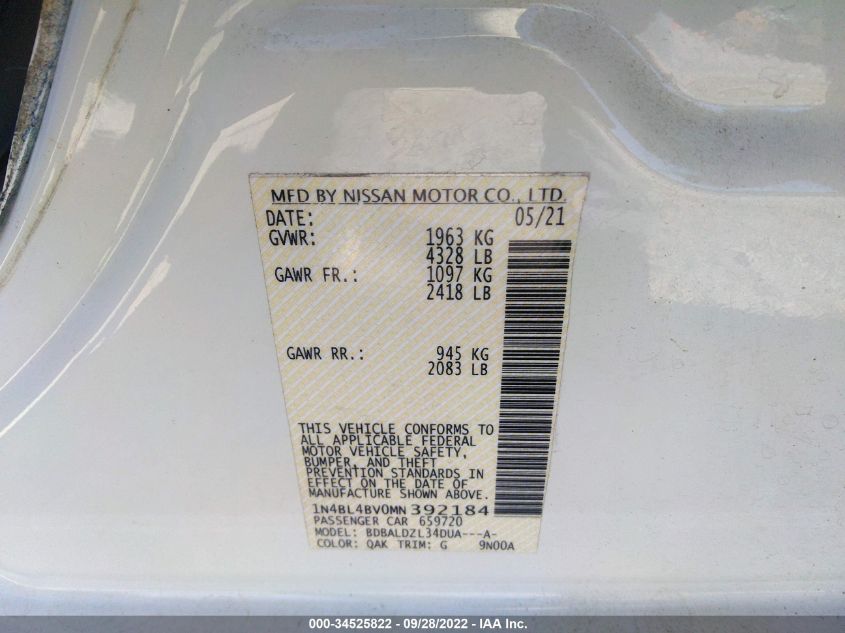 MFD BY NISSAN MOTOR CO., LTD.
DATE: 05/21
GVWR: 1963 KG
4328 LB
GAWR FR.: 1097 KG
2418 LB
GAWR RR.: 945 KG
2083 LB
THIS VEHICLE CONFORMS TO
ALL APPLICABLE FEDERAL
MOTOR VEHICLE SAFETY,
BUMPER, AND THEFT
PREVENTION STANDARDS IN
EFFECT ON THE DATE OF
MANUFACTURE SHOWN ABOVE.
1N4BL4BV0MN392184
PASSENGER CAR 659720
MODEL: BDBALDZL34DUA---A-
COLOR: QAK TRIM: G 9N00A
000-34525822 - 09/28/2022 - IAA Inc.